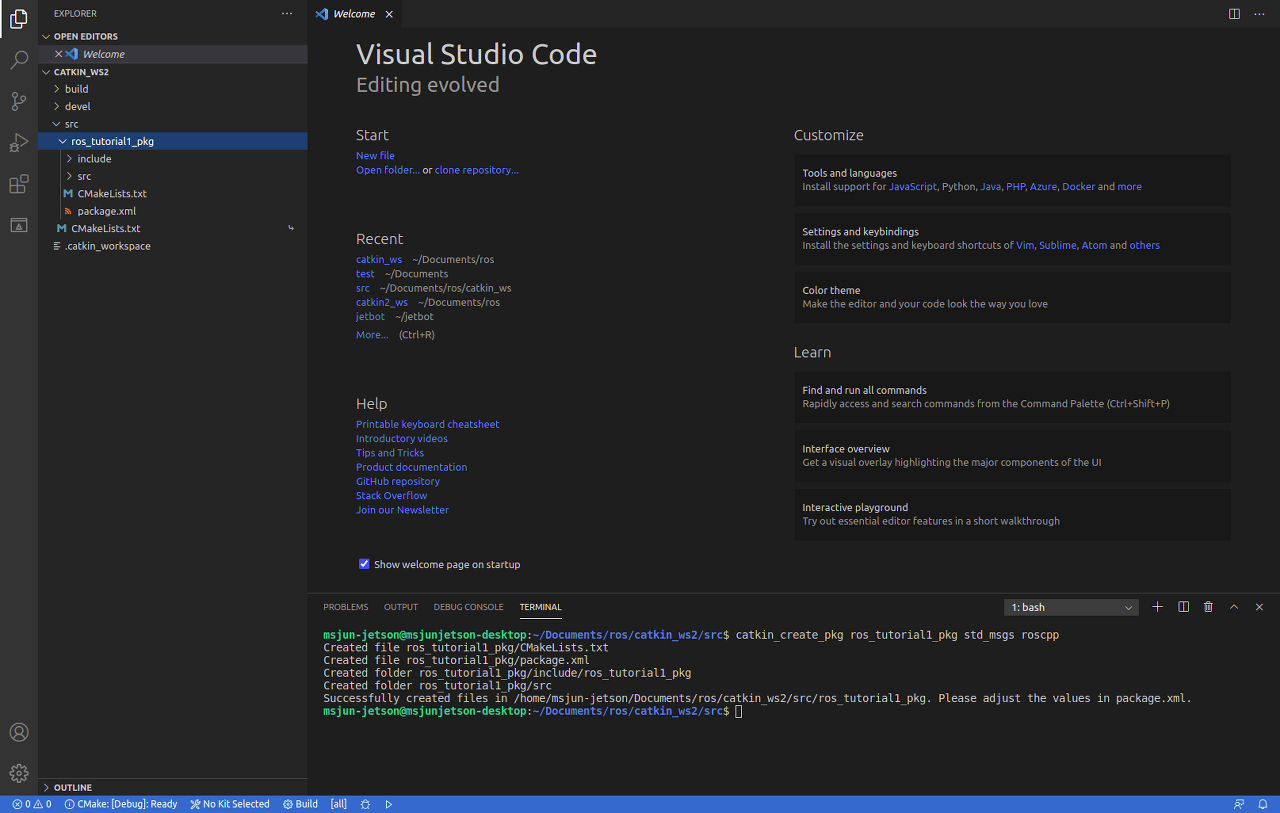 EXPLORER
OPEN EDITORS
Welcome
CATKIN_WS2
build
devel
src
ros_tutorial1_pkg
include
src
CMakeLists.txt
package.xml
CMakeLists.txt
.catkin_workspace
OUTLINE
Welcome
Visual Studio Code
Editing evolved
Start
New file
Open folder... or clone repository...
Recent
catkin_ws ~/Documents/ros
test ~/Documents
src ~/Documents/ros/catkin_ws
catkin2_ws ~/Documents/ros
jetbot ~/jetbot
More... (Ctrl+R)
Help
Printable keyboard cheatsheet
Introductory videos
Tips and Tricks
Product documentation
GitHub repository
Stack Overflow
Join our Newsletter
Show welcome page on startup
Customize
Tools and languages
Install support for JavaScript, Python, Java, PHP, Azure, Docker and more
Settings and keybindings
Install the settings and keyboard shortcuts of Vim, Sublime, Atom and others
Color theme
Make the editor and your code look the way you love
Learn
Find and run all commands
Rapidly access and search commands from the Command Palette (Ctrl+Shift+P)
Interface overview
Get a visual overlay highlighting the major components of the UI
Interactive playground
Try out essential editor features in a short walkthrough
PROBLEMS OUTPUT DEBUG CONSOLE TERMINAL 1: bash
msjun-jetson@msjunjetson-desktop:~/Documents/ros/catkin_ws2/src$ catkin_create_pkg ros_tutorial1_pkg std_msgs roscpp
Created file ros_tutorial1_pkg/CMakeLists.txt
Created file ros_tutorial1_pkg/package.xml
Created folder ros_tutorial1_pkg/include/ros_tutorial1_pkg
Created folder ros_tutorial1_pkg/src
Successfully created files in /home/msjun-jetson/Documents/ros/catkin_ws2/src/ros_tutorial1_pkg. Please adjust the values in package.xml.
msjun-jetson@msjunjetson-desktop:~/Documents/ros/catkin_ws2/src$
0 0 CMake: [Debug]: Ready No Kit Selected Build [all]